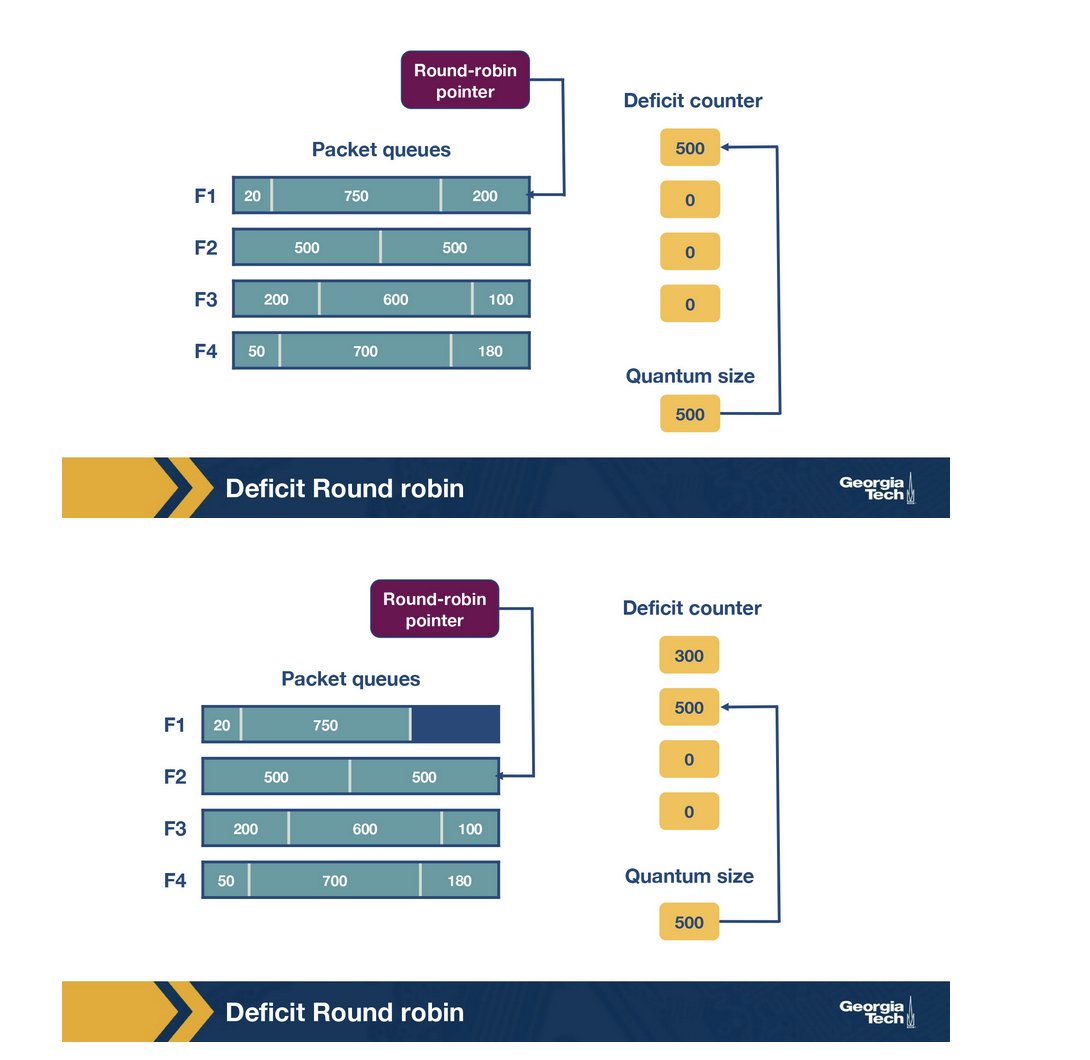 Round-robin
pointer
Deficit counter
Packet queues
500
F1 20 750 200
0
F2 500 500
0
F3 200 600 100
0
F4 50 700 180
Quantum size
500
Deficit Round robin
Georgia
Tech
Round-robin
pointer
Deficit counter
300
Packet queues
500
F1 20 750
0
F2 500 500
0
F3 200 600 100
F4 50 700 180
Quantum size
500
Deficit Round robin
Georgia
Tech